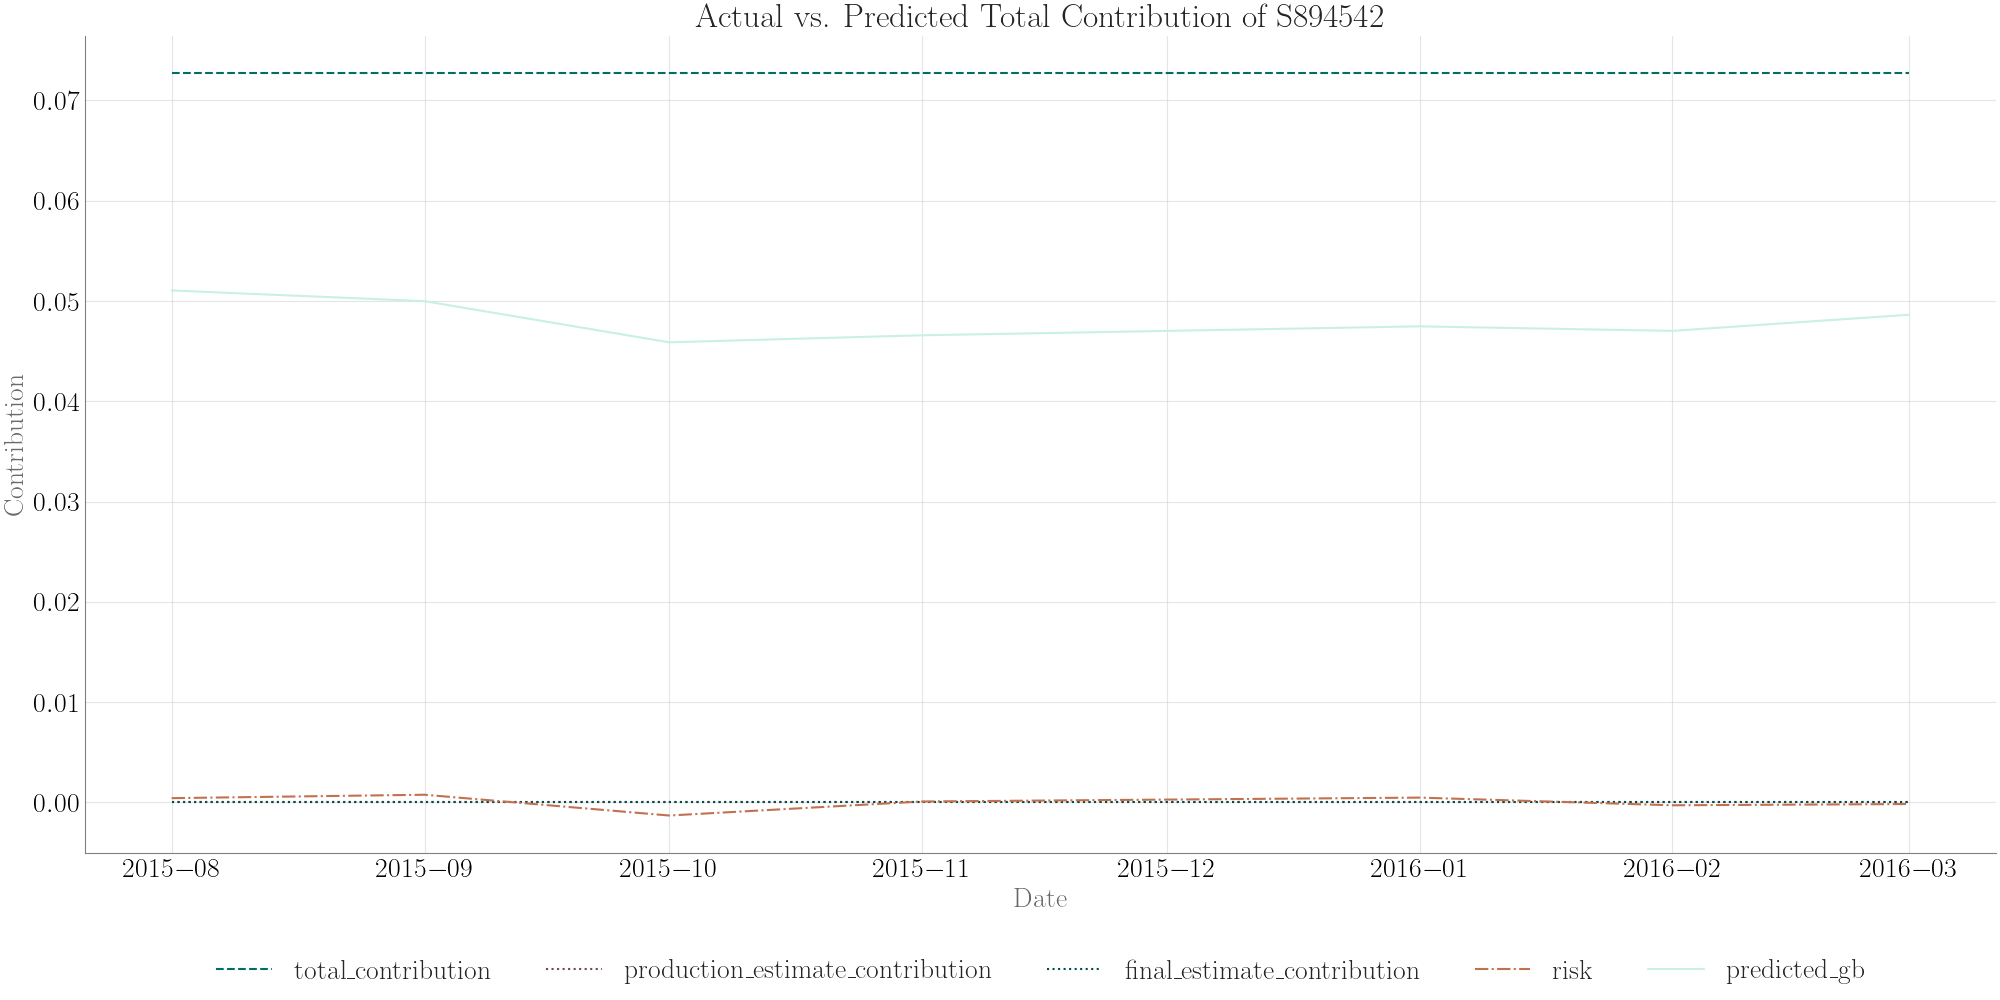 Actual vs. Predicted Total Contribution of S894542
0.07
0.06
0.05
0.04
0.03
0.02
0.01
0.00
Contribution
2015–08 2015–09 2015–10 2015–11 2015–12 2016–01 2016–02 2016–03
Date
total_contribution production_estimate_contribution final_estimate_contribution risk predicted_gb